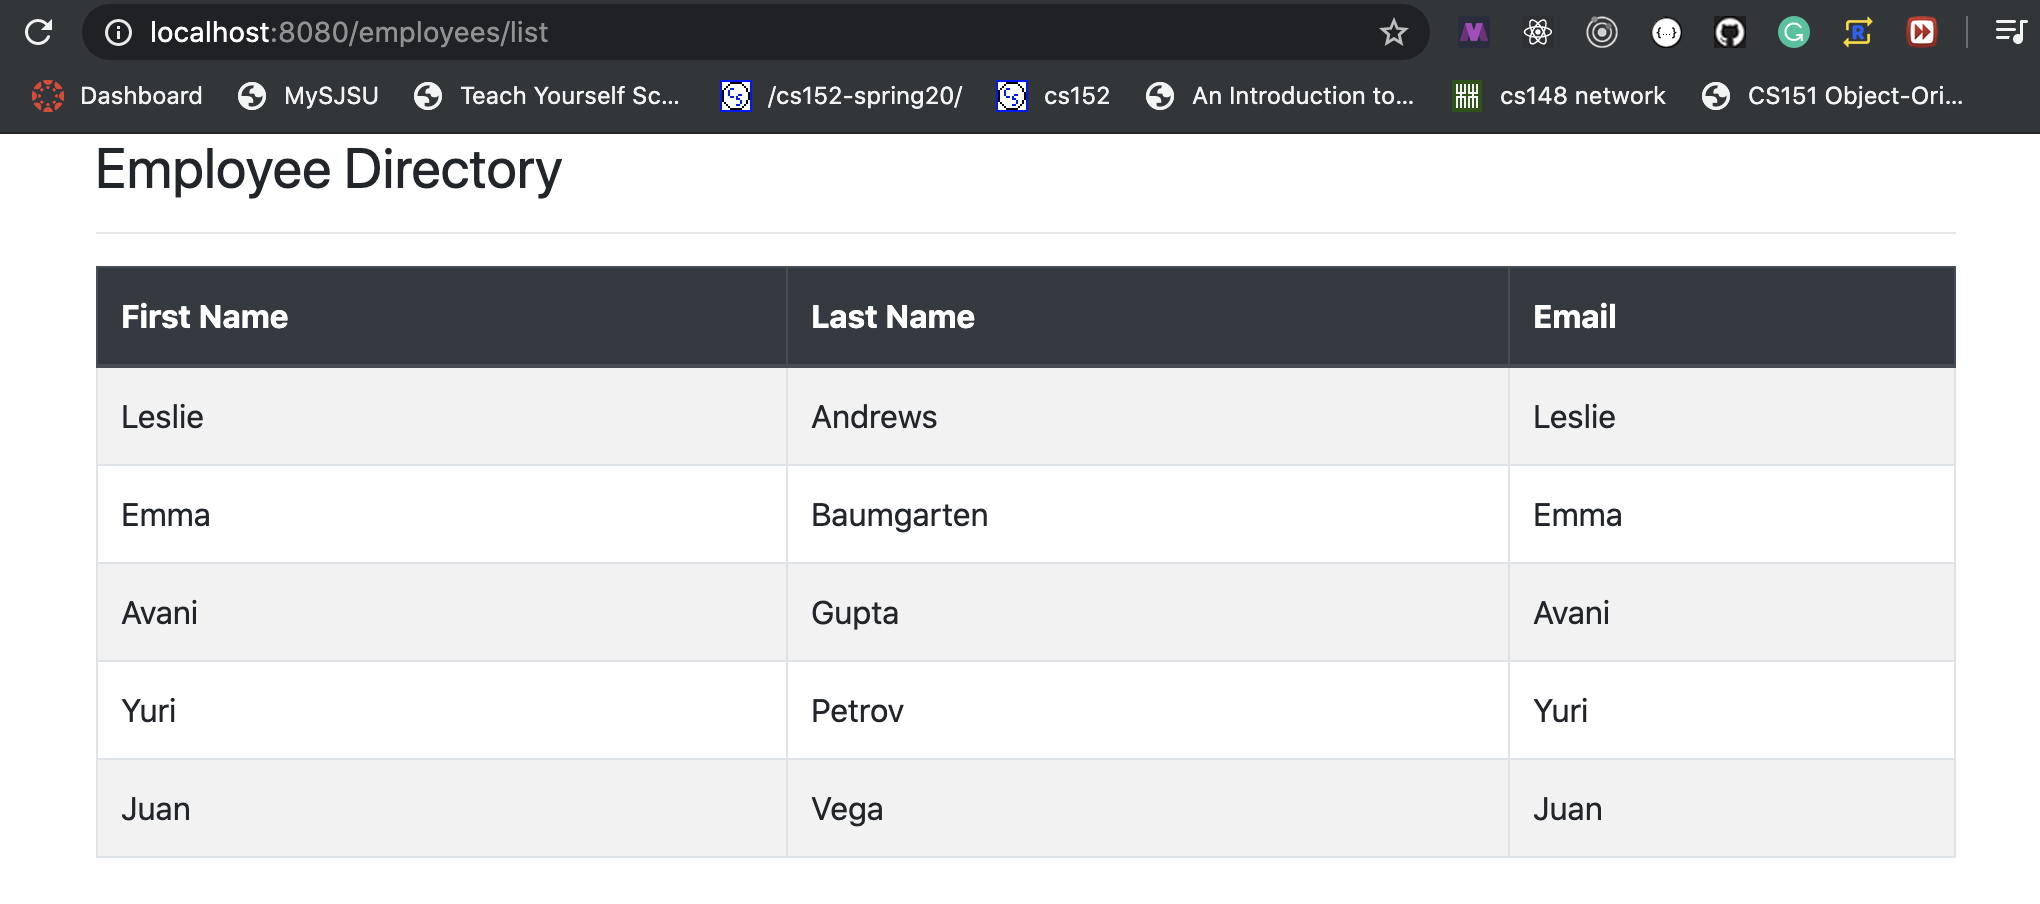 localhost:8080/employees/list
Dashboard MySJSU Teach Yourself Sc... /cs152-spring20/ cs152 An Introduction to... cs148 network CS151 Object-Ori...
Employee Directory
First Name Last Name Email
Leslie Andrews Leslie
Emma Baumgarten Emma
Avani Gupta Avani
Yuri Petrov Yuri
Juan Vega Juan